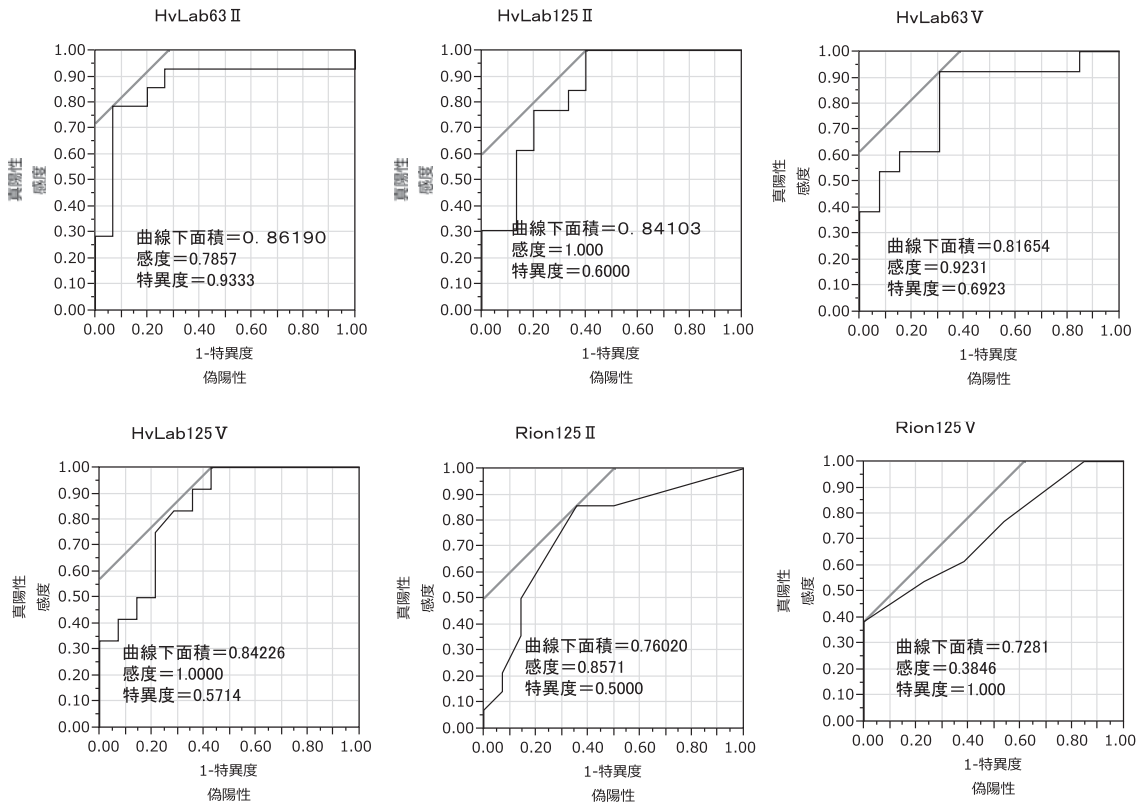 HvLab63Ⅱ
1.00
0.90
0.80
0.70
0.60
0.50
0.40
0.30
0.20
0.10
0.00
真陽性
感度
曲線下面積＝０．８６１９０
感度＝0.7857
特異度＝0.9333
0.00 0.20 0.40 0.60 0.80 1.00
1-特異度
偽陽性
HvLab125Ⅱ
1.00
0.90
0.80
0.70
0.60
0.50
0.40
0.30
0.20
0.10
0.00
真陽性
感度
曲線下面積＝０．８４１０３
感度＝1.000
特異度＝0.6000
0.00 0.20 0.40 0.60 0.80 1.00
1-特異度
偽陽性
HvLab63Ⅴ
1.00
0.90
0.80
0.70
0.60
0.50
0.40
0.30
0.20
0.10
0.00
真陽性
感度
曲線下面積＝0.81654
感度＝0.9231
特異度＝0.6923
0.00 0.20 0.40 0.60 0.80 1.00
1-特異度
偽陽性
HvLab125Ⅴ
1.00
0.90
0.80
0.70
0.60
0.50
0.40
0.30
0.20
0.10
0.00
真陽性
感度
曲線下面積＝0.84226
感度＝1.0000
特異度＝0.5714
0.00 0.20 0.40 0.60 0.80 1.00
1-特異度
偽陽性
Rion125Ⅱ
1.00
0.90
0.80
0.70
0.60
0.50
0.40
0.30
0.20
0.10
0.00
真陽性
感度
曲線下面積＝0.76020
感度＝0.8571
特異度＝0.5000
0.00 0.20 0.40 0.60 0.80 1.00
1-特異度
偽陽性
Rion125Ⅴ
1.00
0.90
0.80
0.70
0.60
0.50
0.40
0.30
0.20
0.10
0.00
真陽性
感度
曲線下面積＝0.7281
感度＝0.3846
特異度＝1.000
0.00 0.20 0.40 0.60 0.80 1.00
1-特異度
偽陽性